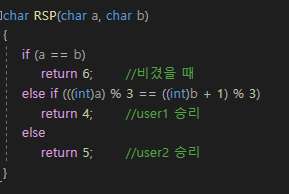 char RSP(char a, char b)
{
if (a == b)
return 6; //비겼을 때
else if (((int)a) % 3 == ((int)b + 1) % 3)
return 4; //user1 승리
else
return 5; //user2 승리
}